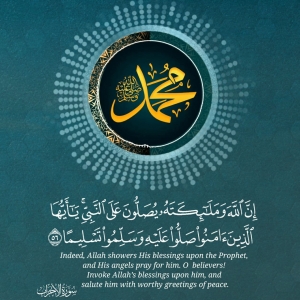 محمد
ﷺ
إِنَّ ٱللَّهَ وَمَلَـٰٓئِكَتَهُۥ يُصَلُّونَ عَلَى ٱلنَّبِىِّ ۚ يَـٰٓأَيُّهَا
ٱلَّذِينَ ءَامَنُوا۟ صَلُّوا۟ عَلَيْهِ وَسَلِّمُوا۟ تَسْلِيمًا ٥٦
Indeed, Allah showers His blessings upon the Prophet,
and His angels pray for him. O believers!
Invoke Allah's blessings upon him, and
salute him with worthy greetings of peace.
سورة الأحزاب